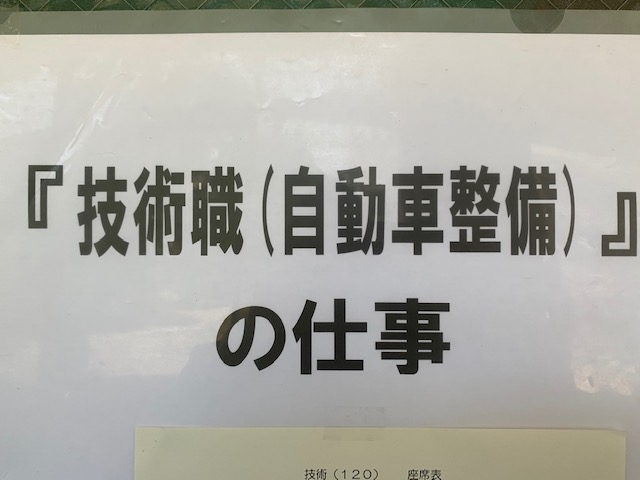 『技術職(自動車整備)』
の仕事
技術(120) 座席表